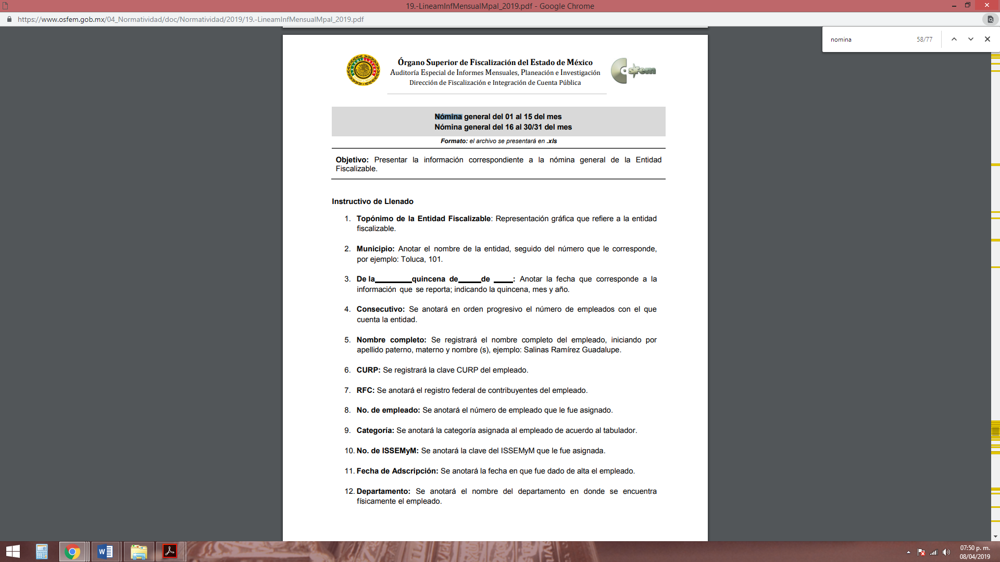 19.-LineamInfMensualMpal_2019.pdf - Google Chrome
https://www.osfem.gob.mx/04_Normatividad/doc/Normatividad/2019/19.-LineamInfMensualMpal_2019.pdf
nomina 58/77
Órgano Superior de Fiscalización del Estado de México
Auditoría Especial de Informes Mensuales, Planeación e Investigación
Dirección de Fiscalización e Integración de Cuenta Pública
osfem
Nómina general del 01 al 15 del mes
Nómina general del 16 al 30/31 del mes
Formato: el archivo se presentará en .xls
Objetivo: Presentar la información correspondiente a la nómina general de la Entidad
Fiscalizable.
Instructivo de Llenado
1. Topónimo de la Entidad Fiscalizable: Representación gráfica que refiere a la entidad
fiscalizable.
2. Municipio: Anotar el nombre de la entidad, seguido del número que le corresponde,
por ejemplo: Toluca, 101.
3. De la_________quincena de_____de ____: Anotar la fecha que corresponde a la
información que se reporta; indicando la quincena, mes y año.
4. Consecutivo: Se anotará en orden progresivo el número de empleados con el que
cuenta la entidad.
5. Nombre completo: Se registrará el nombre completo del empleado, iniciando por
apellido paterno, materno y nombre (s), ejemplo: Salinas Ramírez Guadalupe.
6. CURP: Se registrará la clave CURP del empleado.
7. RFC: Se anotará el registro federal de contribuyentes del empleado.
8. No. de empleado: Se anotará el número de empleado que le fue asignado.
9. Categoría: Se anotará la categoría asignada al empleado de acuerdo al tabulador.
10. No. de ISSEMyM: Se anotará la clave del ISSEMyM que le fue asignada.
11. Fecha de Adscripción: Se anotará la fecha en que fue dado de alta el empleado.
12. Departamento: Se anotará el nombre del departamento en donde se encuentra
físicamente el empleado.
07:50 p. m.
08/04/2019